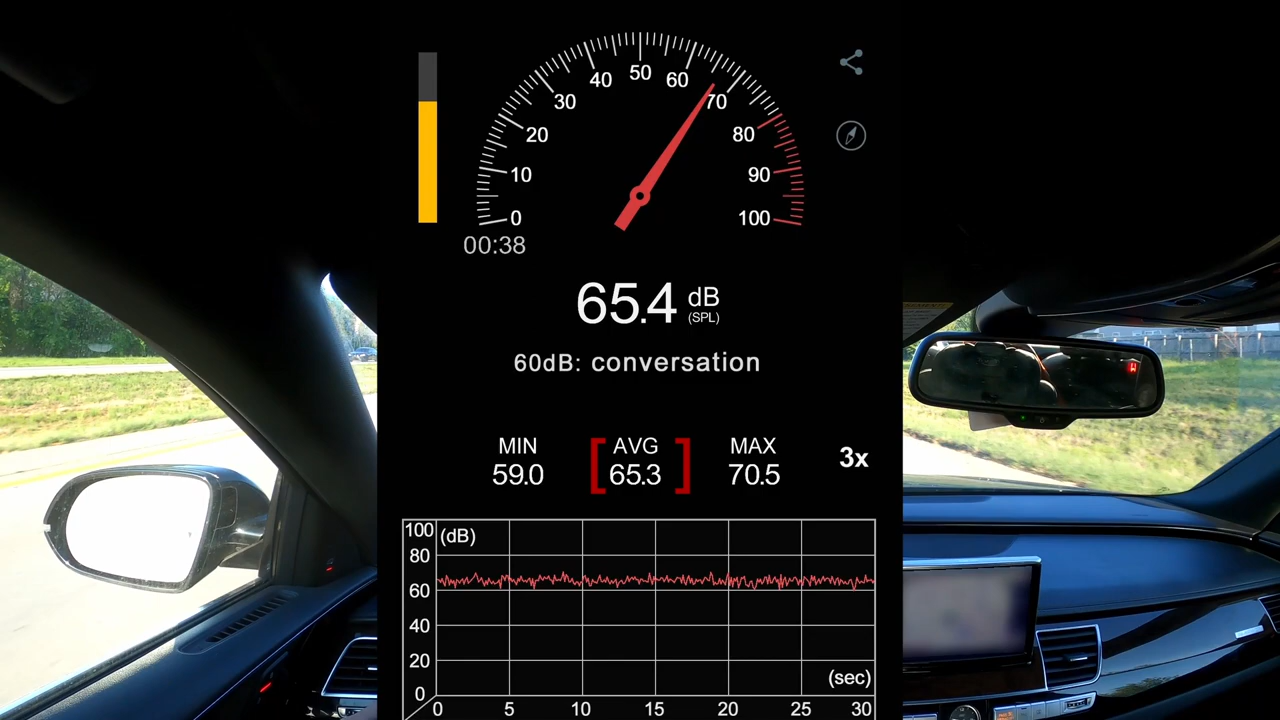 50
40
60
30
70
20
80
10
90
0
100
00:38
65.4 dB
(SPL)
60dB: conversation
MIN
AVG
MAX
59.0
65.3
70.5
3x
100 (dB)
80
60
40
20
(sec)
0
0 5 10 15 20 25 30